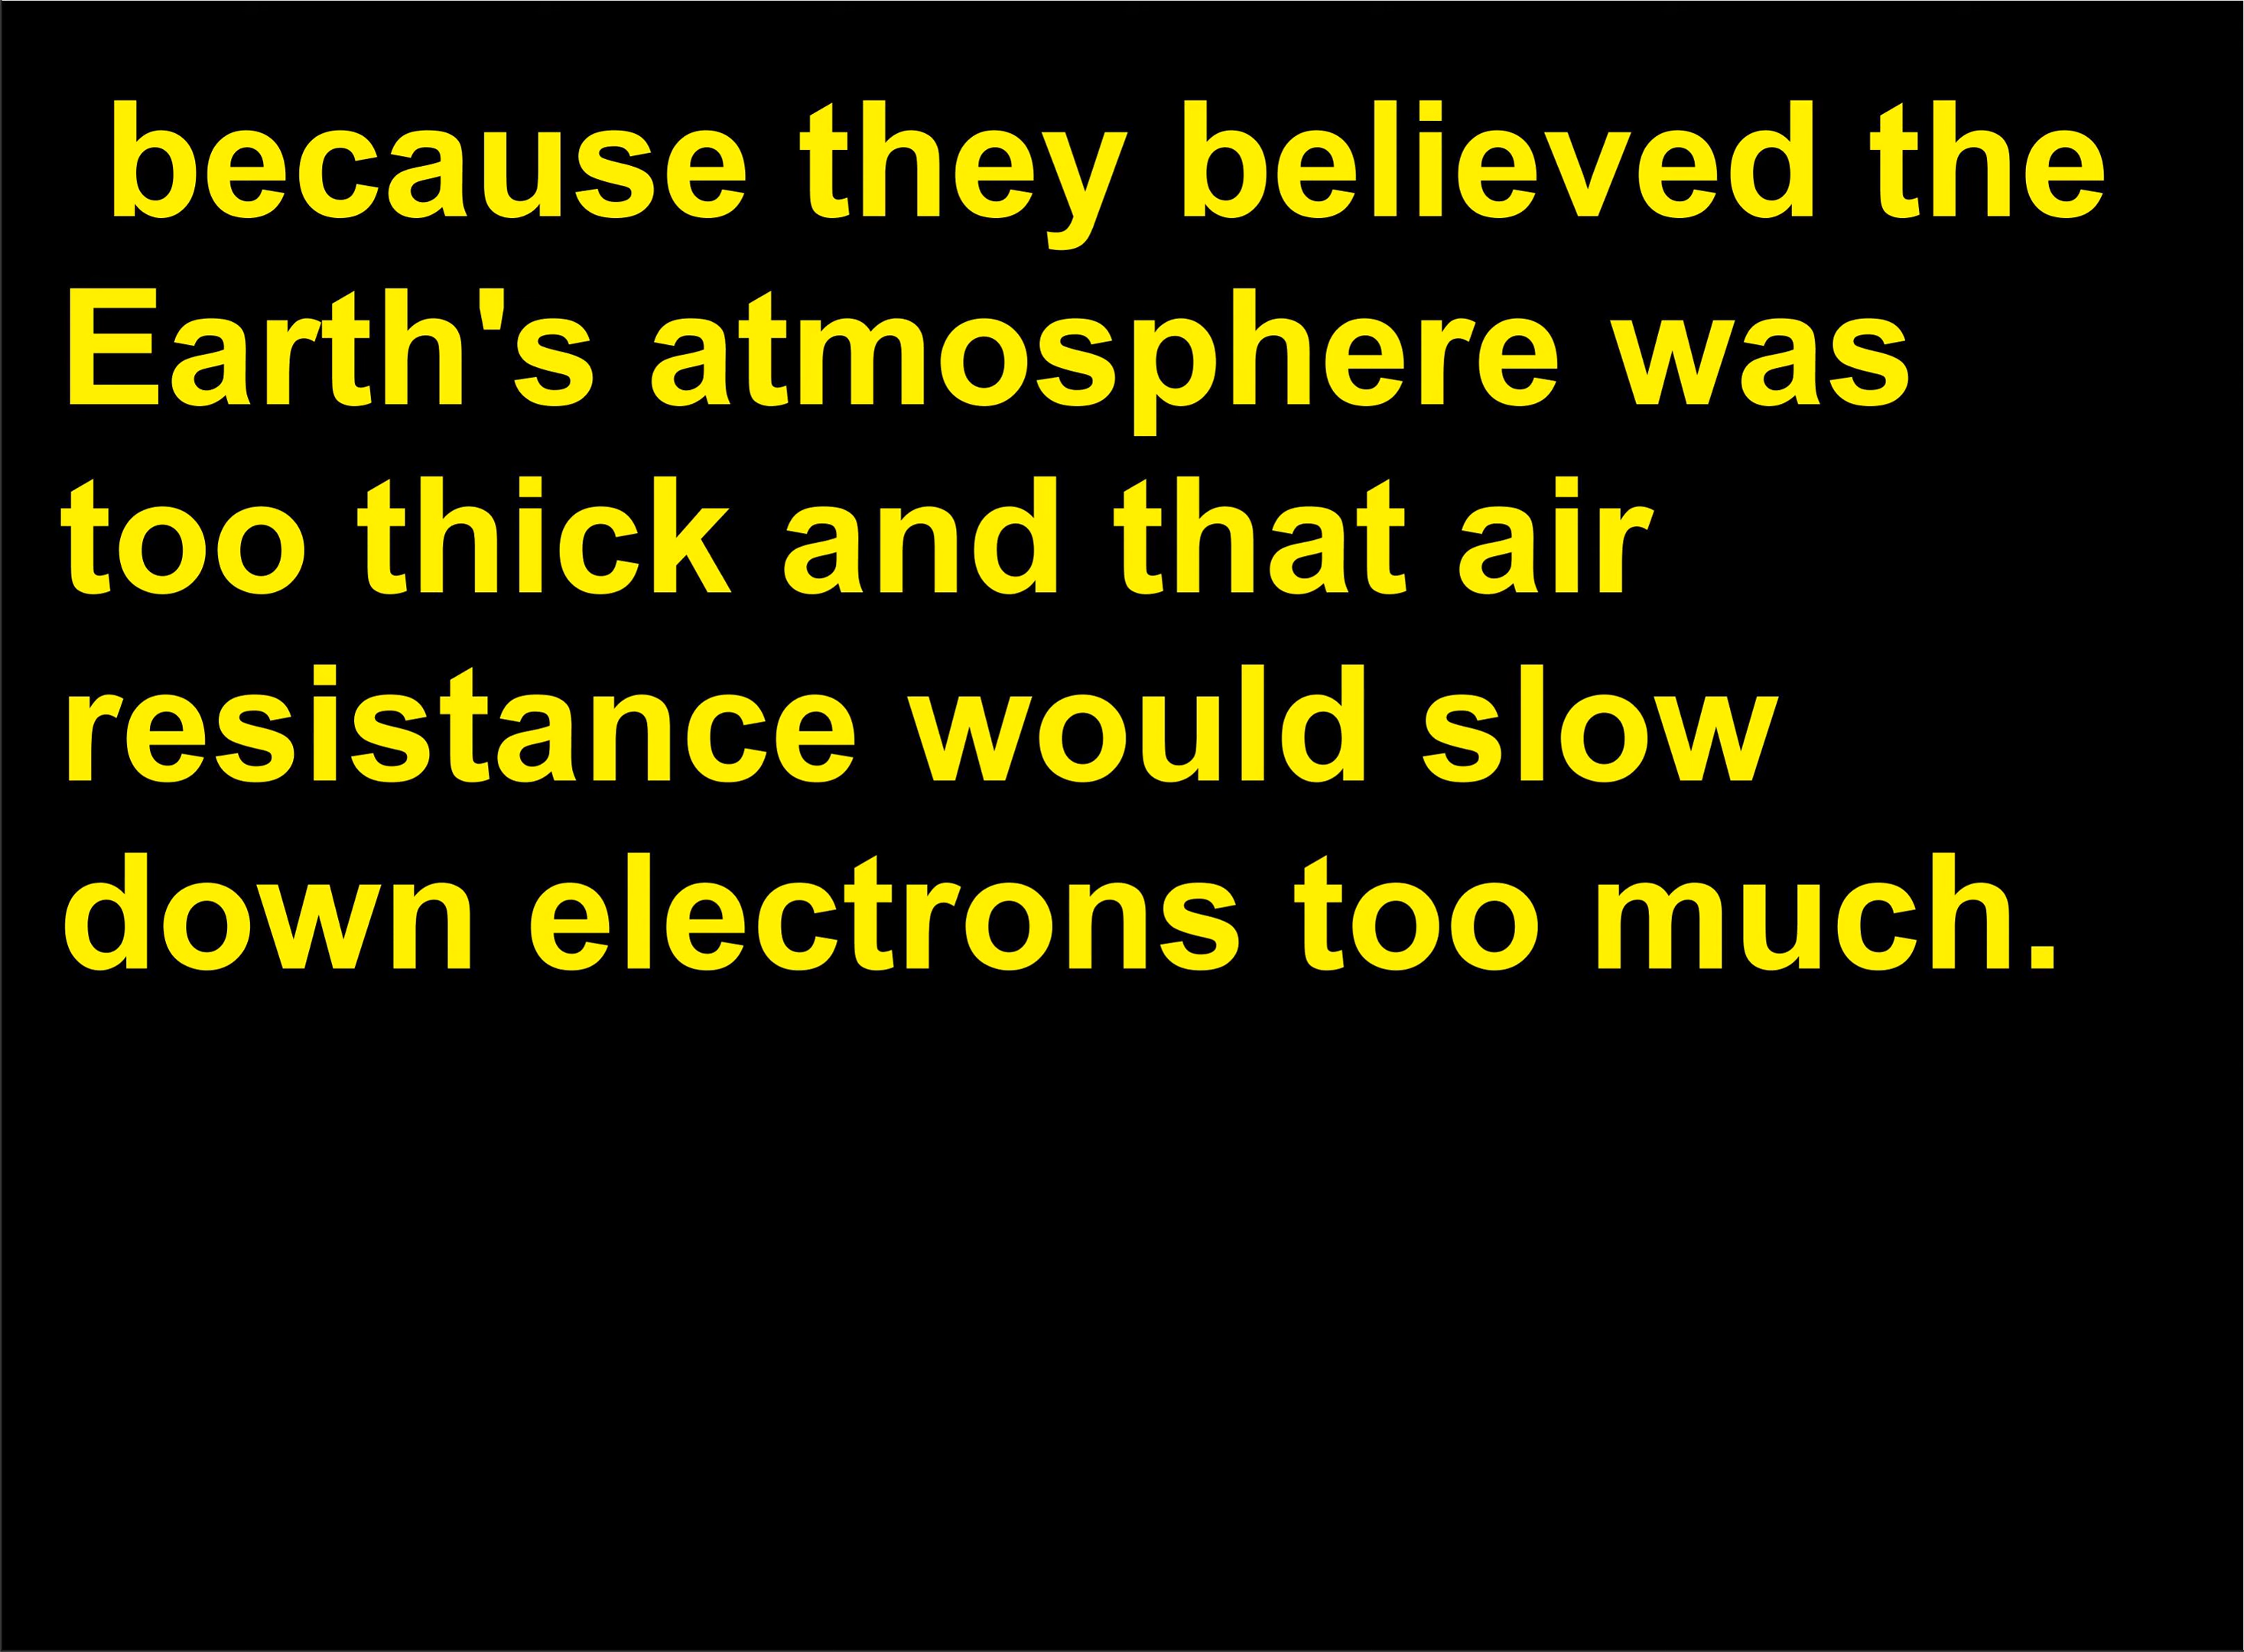 because they believed the
Earth's atmosphere was
too thick and that air
resistance would slow
down electrons too much.